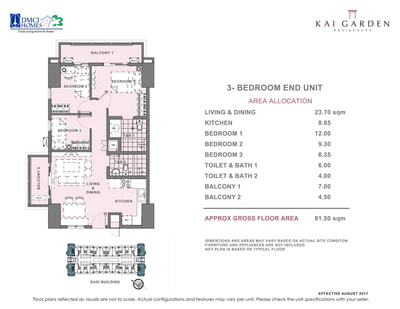 DMCI
HOMES
KAI GARDEN
RESIDENCES
BALCONY 1
BEDROOM 2
BEDROOM 1
BEDROOM 3
T&B 1
T&B 2
BALCONY 2
LIVING
&
DINING
KITCHEN
3- BEDROOM END UNIT
AREA ALLOCATION
LIVING & DINING 23.70 sqm
KITCHEN 8.65
BEDROOM 1 12.00
BEDROOM 2 9.30
BEDROOM 3 6.35
TOILET & BATH 1 6.00
TOILET & BATH 2 4.00
BALCONY 1 7.00
BALCONY 2 4.50
APPROX GROSS FLOOR AREA 81.50 sqm
DIMENTIONS AND AREAS MAY VARY BASED ON ACTUAL SITE CONDITION.
FURNITURE AND APPLIANCES ARE NOT INCLUDED.
KEY PLAN IS BASED ON TYPICAL FLOOR
EFFECTIVE AUGUST 2017
Floor plans reflected as visuals are not to scale. Actual configurations and features may vary per unit. Please check the unit specifications with your seller.